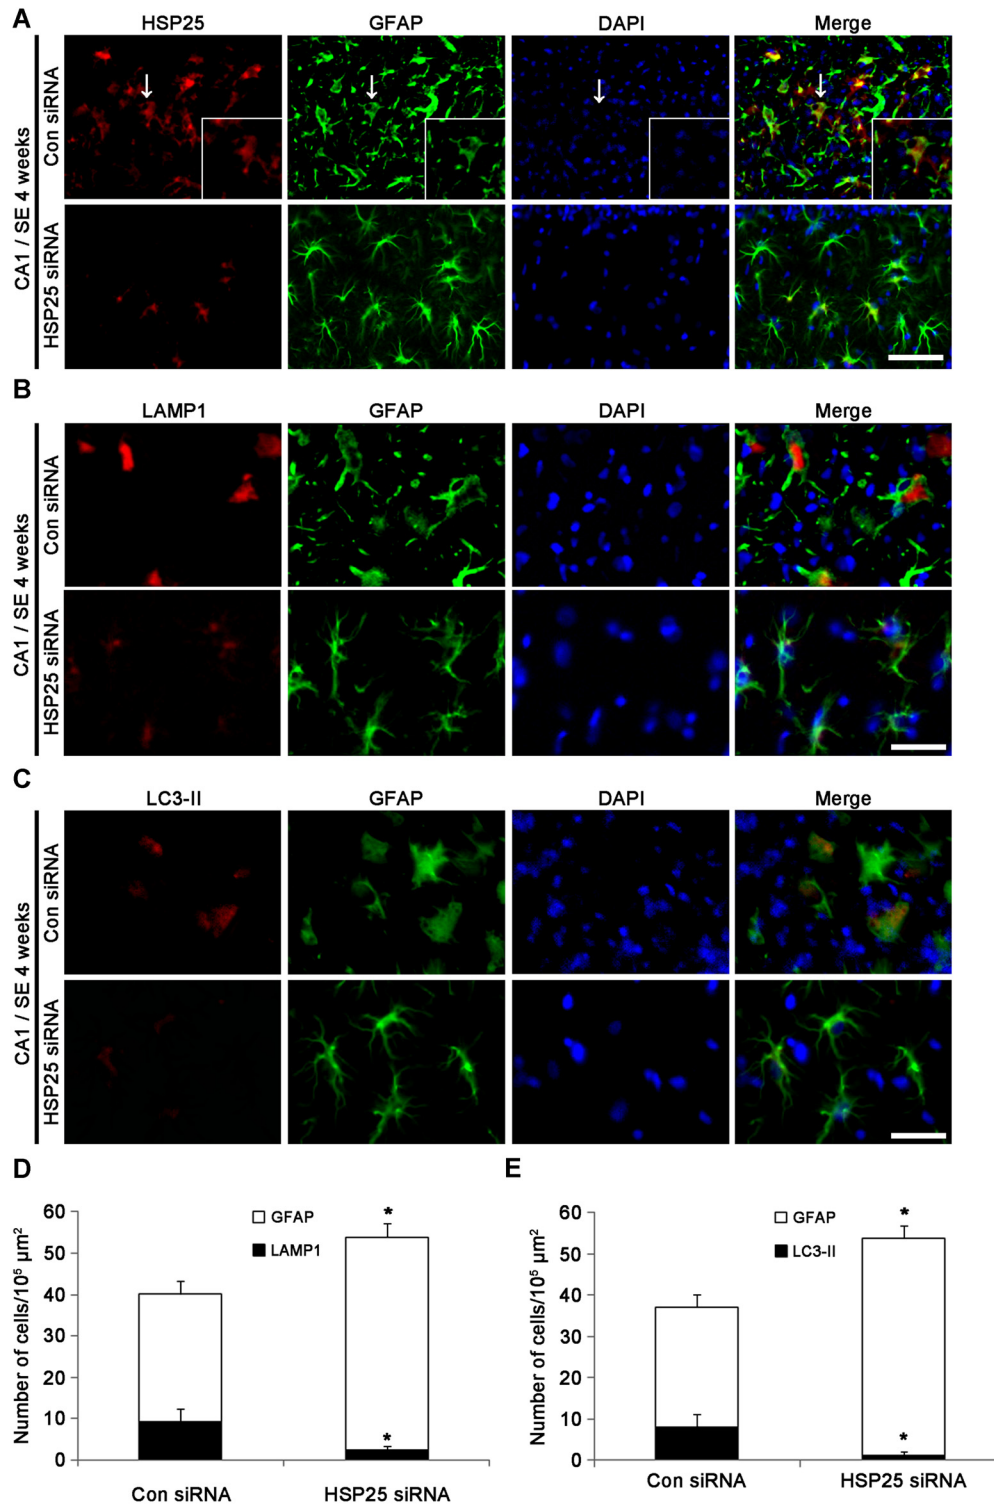 A
HSP25 GFAP DAPI Merge
CA1 / SE 4 weeks
Con siRNA
HSP25 siRNA
B
LAMP1 GFAP DAPI Merge
CA1 / SE 4 weeks
Con siRNA
HSP25 siRNA
C
LC3-II GFAP DAPI Merge
CA1 / SE 4 weeks
Con siRNA
HSP25 siRNA
D
Number of cells/10⁵ µm²
60
50
40
30
20
10
0
GFAP
LAMP1
*
*
Con siRNA HSP25 siRNA
E
Number of cells/10⁵ µm²
60
50
40
30
20
10
0
GFAP
LC3-II
*
*
Con siRNA HSP25 siRNA